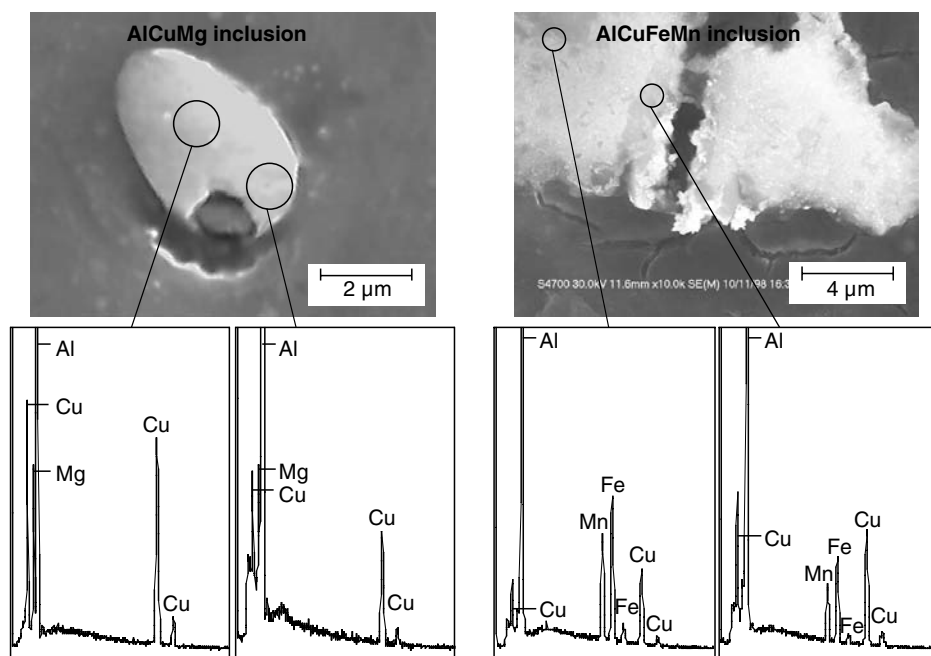 AlCuMg inclusion
AlCuFeMn inclusion
2 µm
S4700 30.0kV 11.6mm x10.0k SE(M) 10/11/98 16:3
4 µm
Al
Cu
Mg
Cu
Cu
Al
Mg
Cu
Cu
Cu
Al
Cu
Mn
Fe
Fe
Cu
Cu
Al
Cu
Mn
Fe
Fe
Cu
Cu